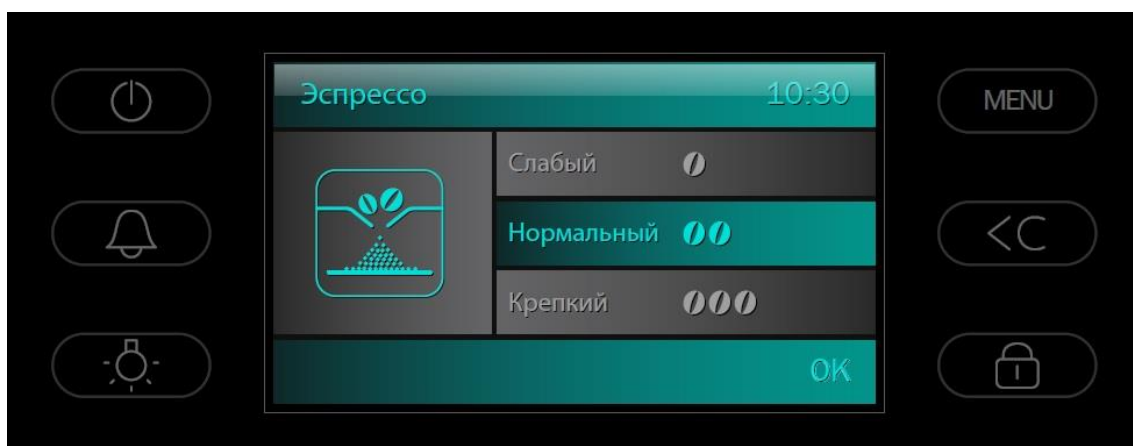 Эспрессо 10:30
MENU
Слабый
Нормальный
<C
Крепкий
OK